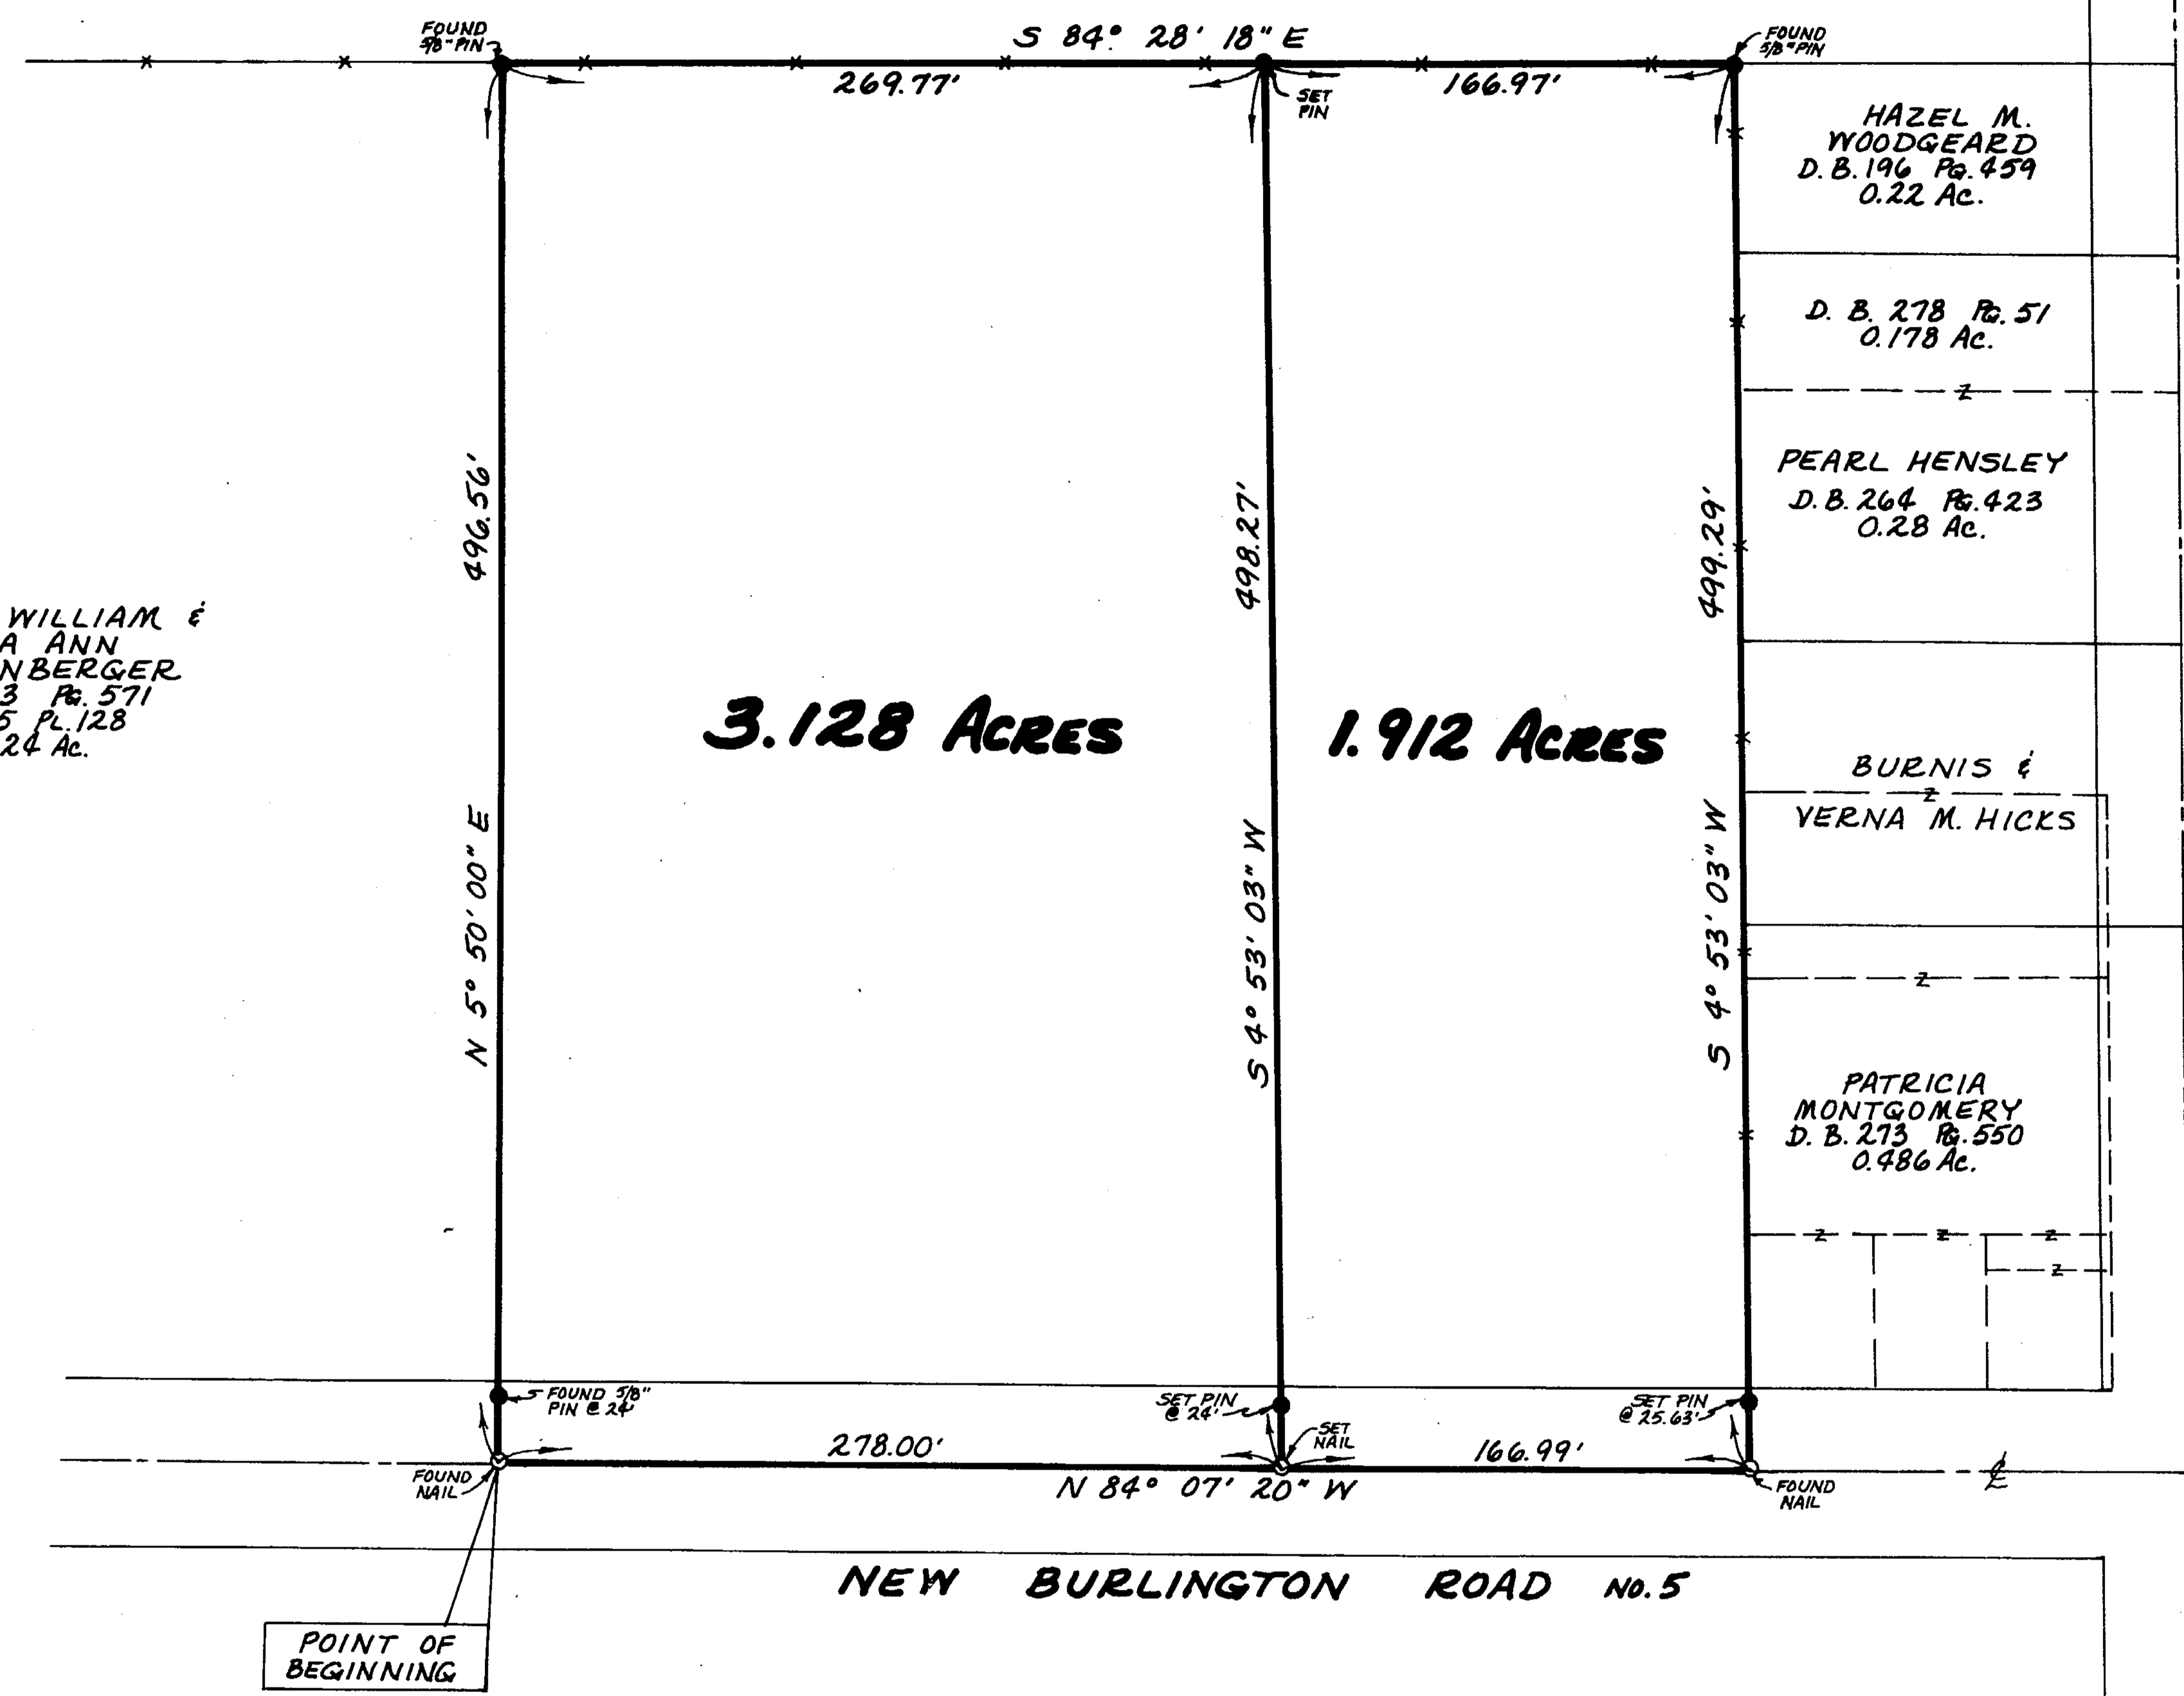 FOUND
5/8" PIN
S 84° 28' 18" E
FOUND
5/8" PIN
269.77'
SET
PIN
166.97'
HAZEL M.
WOODGEARD
D.B. 196 PG. 459
0.22 AC.
D. B. 278 PG. 51
0.178 AC.
PEARL HENSLEY
D.B. 264 PG. 423
0.28 AC.
496.56'
498.27'
499.29'
WILLIAM &
A ANN
NBERGER
3 PG. 571
5 PL. 128
24 AC.
3.128 ACRES
1.912 ACRES
BURNIS &
VERNA M. HICKS
N 5° 50' 00" E
S 4° 53' 03" W
S 4° 53' 03" W
PATRICIA
MONTGOMERY
D. B. 273 PG. 550
0.486 AC.
FOUND 5/8"
PIN @ 24'
SET PIN
@ 24'
SET PIN
@ 25.63'
278.00'
SET
NAIL
166.99'
FOUND
NAIL
N 84° 07' 20" W
FOUND
NAIL
NEW BURLINGTON ROAD NO. 5
POINT OF
BEGINNING